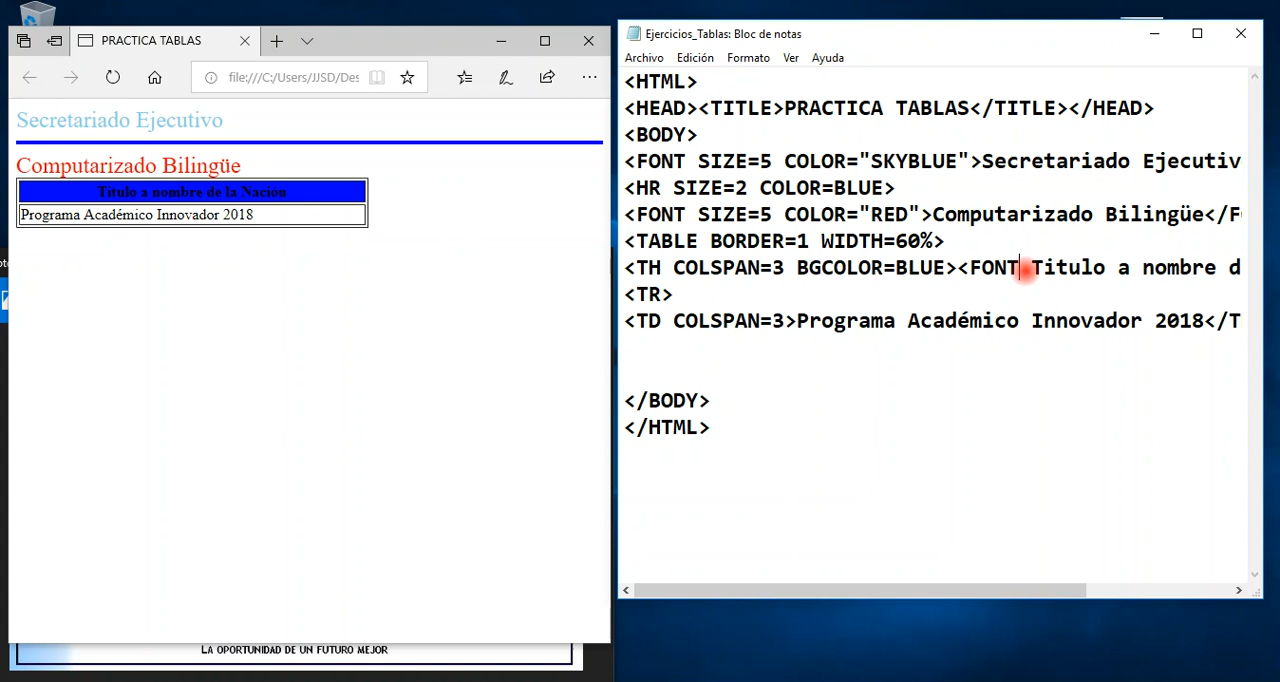 PRACTICA TABLAS
file:///C:/Users/JJSD/Des
Secretariado Ejecutivo
Computarizado Bilingüe
Titulo a nombre de la Nación
Programa Académico Innovador 2018
LA OPORTUNIDAD DE UN FUTURO MEJOR
Ejercicios_Tablas: Bloc de notas
Archivo Edición Formato Ver Ayuda
<HTML>
<HEAD><TITLE>PRACTICA TABLAS</TITLE></HEAD>
<BODY>
<FONT SIZE=5 COLOR="SKYBLUE">Secretariado Ejecutiv
<HR SIZE=2 COLOR=BLUE>
<FONT SIZE=5 COLOR="RED">Computarizado Bilingüe</F
<TABLE BORDER=1 WIDTH=60%>
<TH COLSPAN=3 BGCOLOR=BLUE><FONT Titulo a nombre d
<TR>
<TD COLSPAN=3>Programa Académico Innovador 2018</T
</BODY>
</HTML>